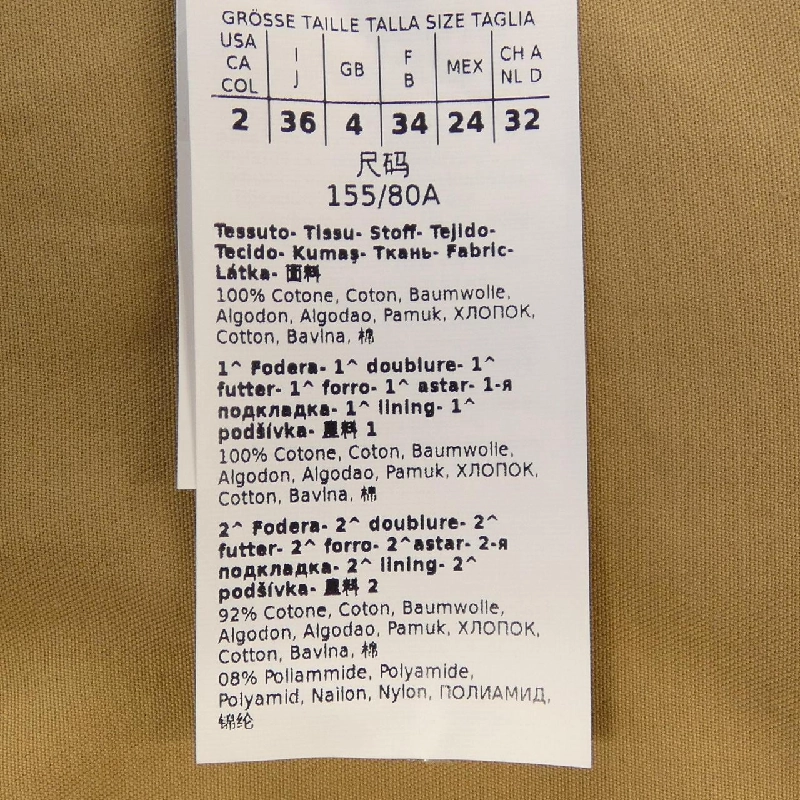 GRÖSSE TAILLE TALLA SIZE TAGLIA
USA CA COL | I J | GB | F B | MEX | CH A NL D
2 | 36 | 4 | 34 | 24 | 32
尺码
155/80A
Tessuto- Tissu- Stoff- Tejido-
Tecido- Kumaş- Ткань- Fabric-
Látka- 面料
100% Cotone, Coton, Baumwolle,
Algodon, Algodao, Pamuk, ХЛОПОК,
Cotton, Bavlna, 棉
1^ Fodera- 1^ doublure- 1^
futter- 1^ forro- 1^ astar- 1-я
подкладка- 1^ lining- 1^
podšívka- 里料 1
100% Cotone, Coton, Baumwolle,
Algodon, Algodao, Pamuk, ХЛОПОК,
Cotton, Bavlna, 棉
2^ Fodera- 2^ doublure- 2^
futter- 2^ forro- 2^astar- 2-я
подкладка- 2^ lining- 2^
podšívka- 里料 2
92% Cotone, Coton, Baumwolle,
Algodon, Algodao, Pamuk, ХЛОПОК,
Cotton, Bavlna, 棉
08% Poliammide, Polyamide,
Polyamid, Nailon, Nylon, ПОЛИАМИД,
锦纶